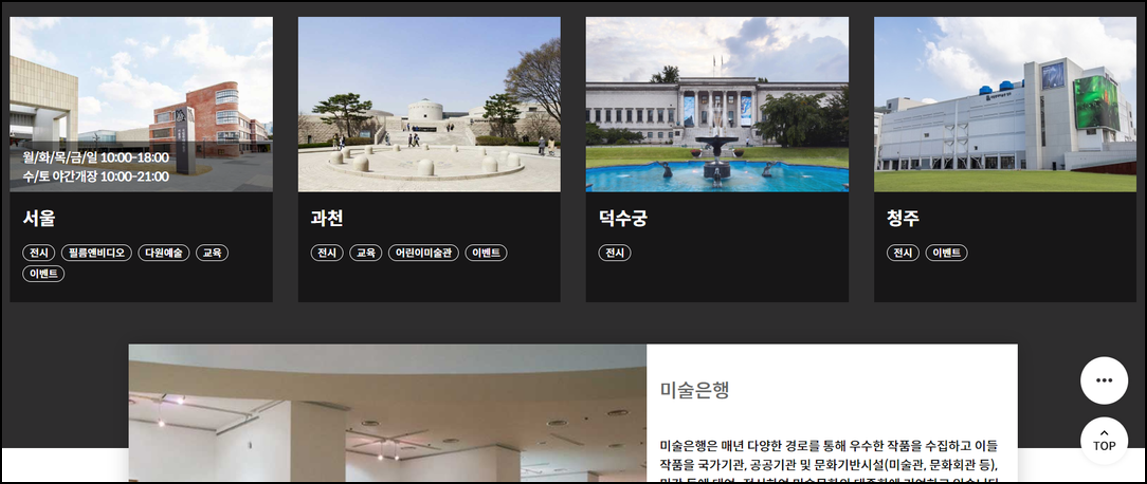 월/화/목/금/일 10:00-18:00
수/토 야간개장 10:00-21:00
서울
전시 필름앤비디오 다원예술 교육
이벤트
과천
전시 교육 어린이미술관 이벤트
덕수궁
전시
청주
전시 이벤트
미술은행
미술은행은 매년 다양한 경로를 통해 우수한 작품을 수집하고 이들
작품을 국가기관, 공공기관 및 문화기반시설(미술관, 문화회관 등),
TOP